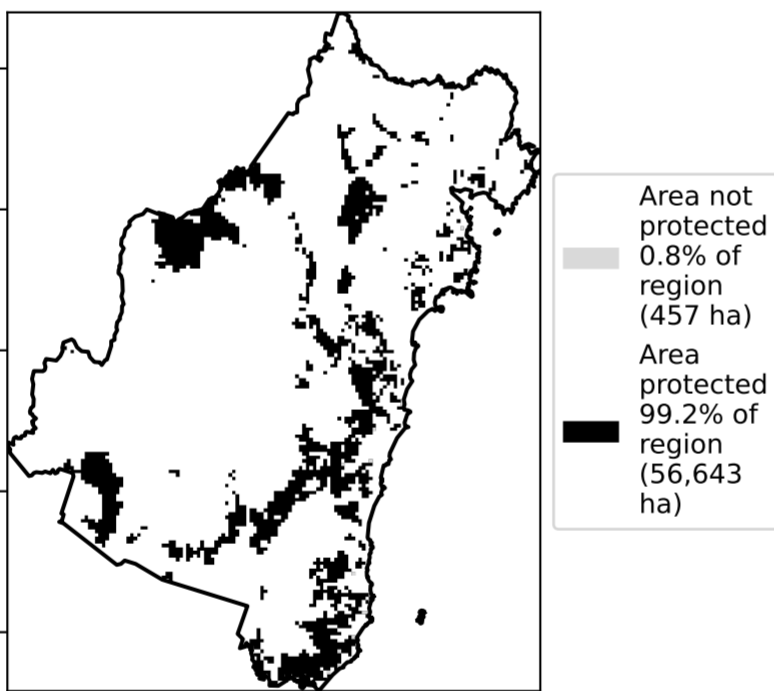 Area not
protected
0.8% of
region
(457 ha)
Area
protected
99.2% of
region
(56,643
ha)